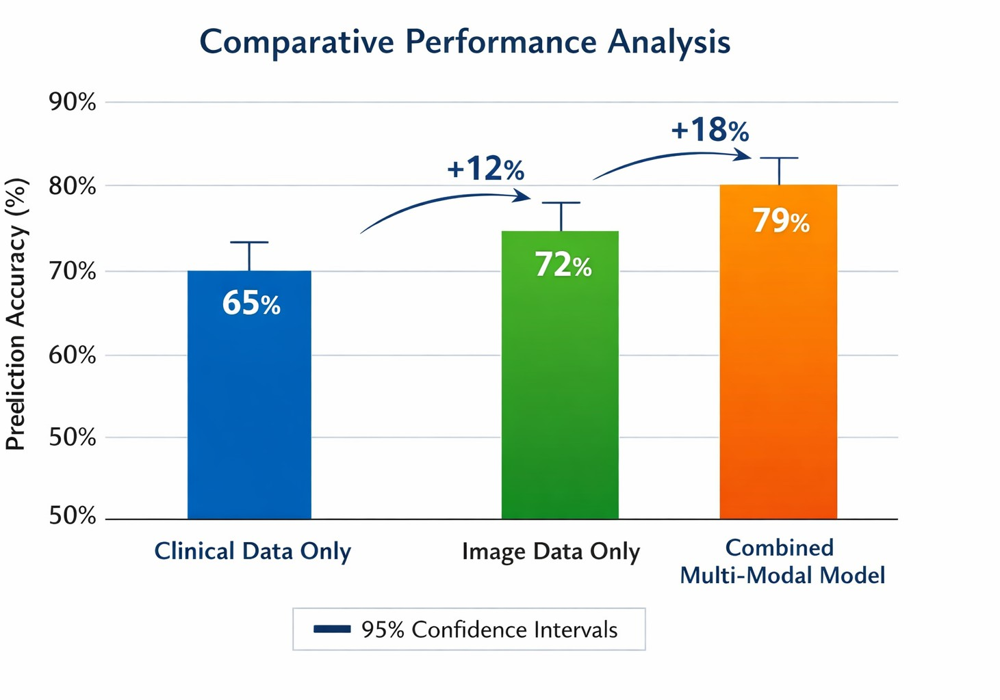 Comparative Performance Analysis
90%
+18%
+12%
80%
79%
72%
70%
65%
60%
50%
50%
Preediction Accuracy (%)
Clinical Data Only
Image Data Only
Combined
Multi-Modal Model
95% Confidence Intervals